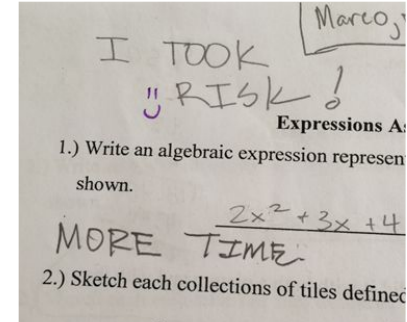 Marco,
I TOOK
RISK!
Expressions
1.) Write an algebraic expression
shown.
2x² + 3x + 4
MORE TIME
2.) Sketch each collections of tiles defined